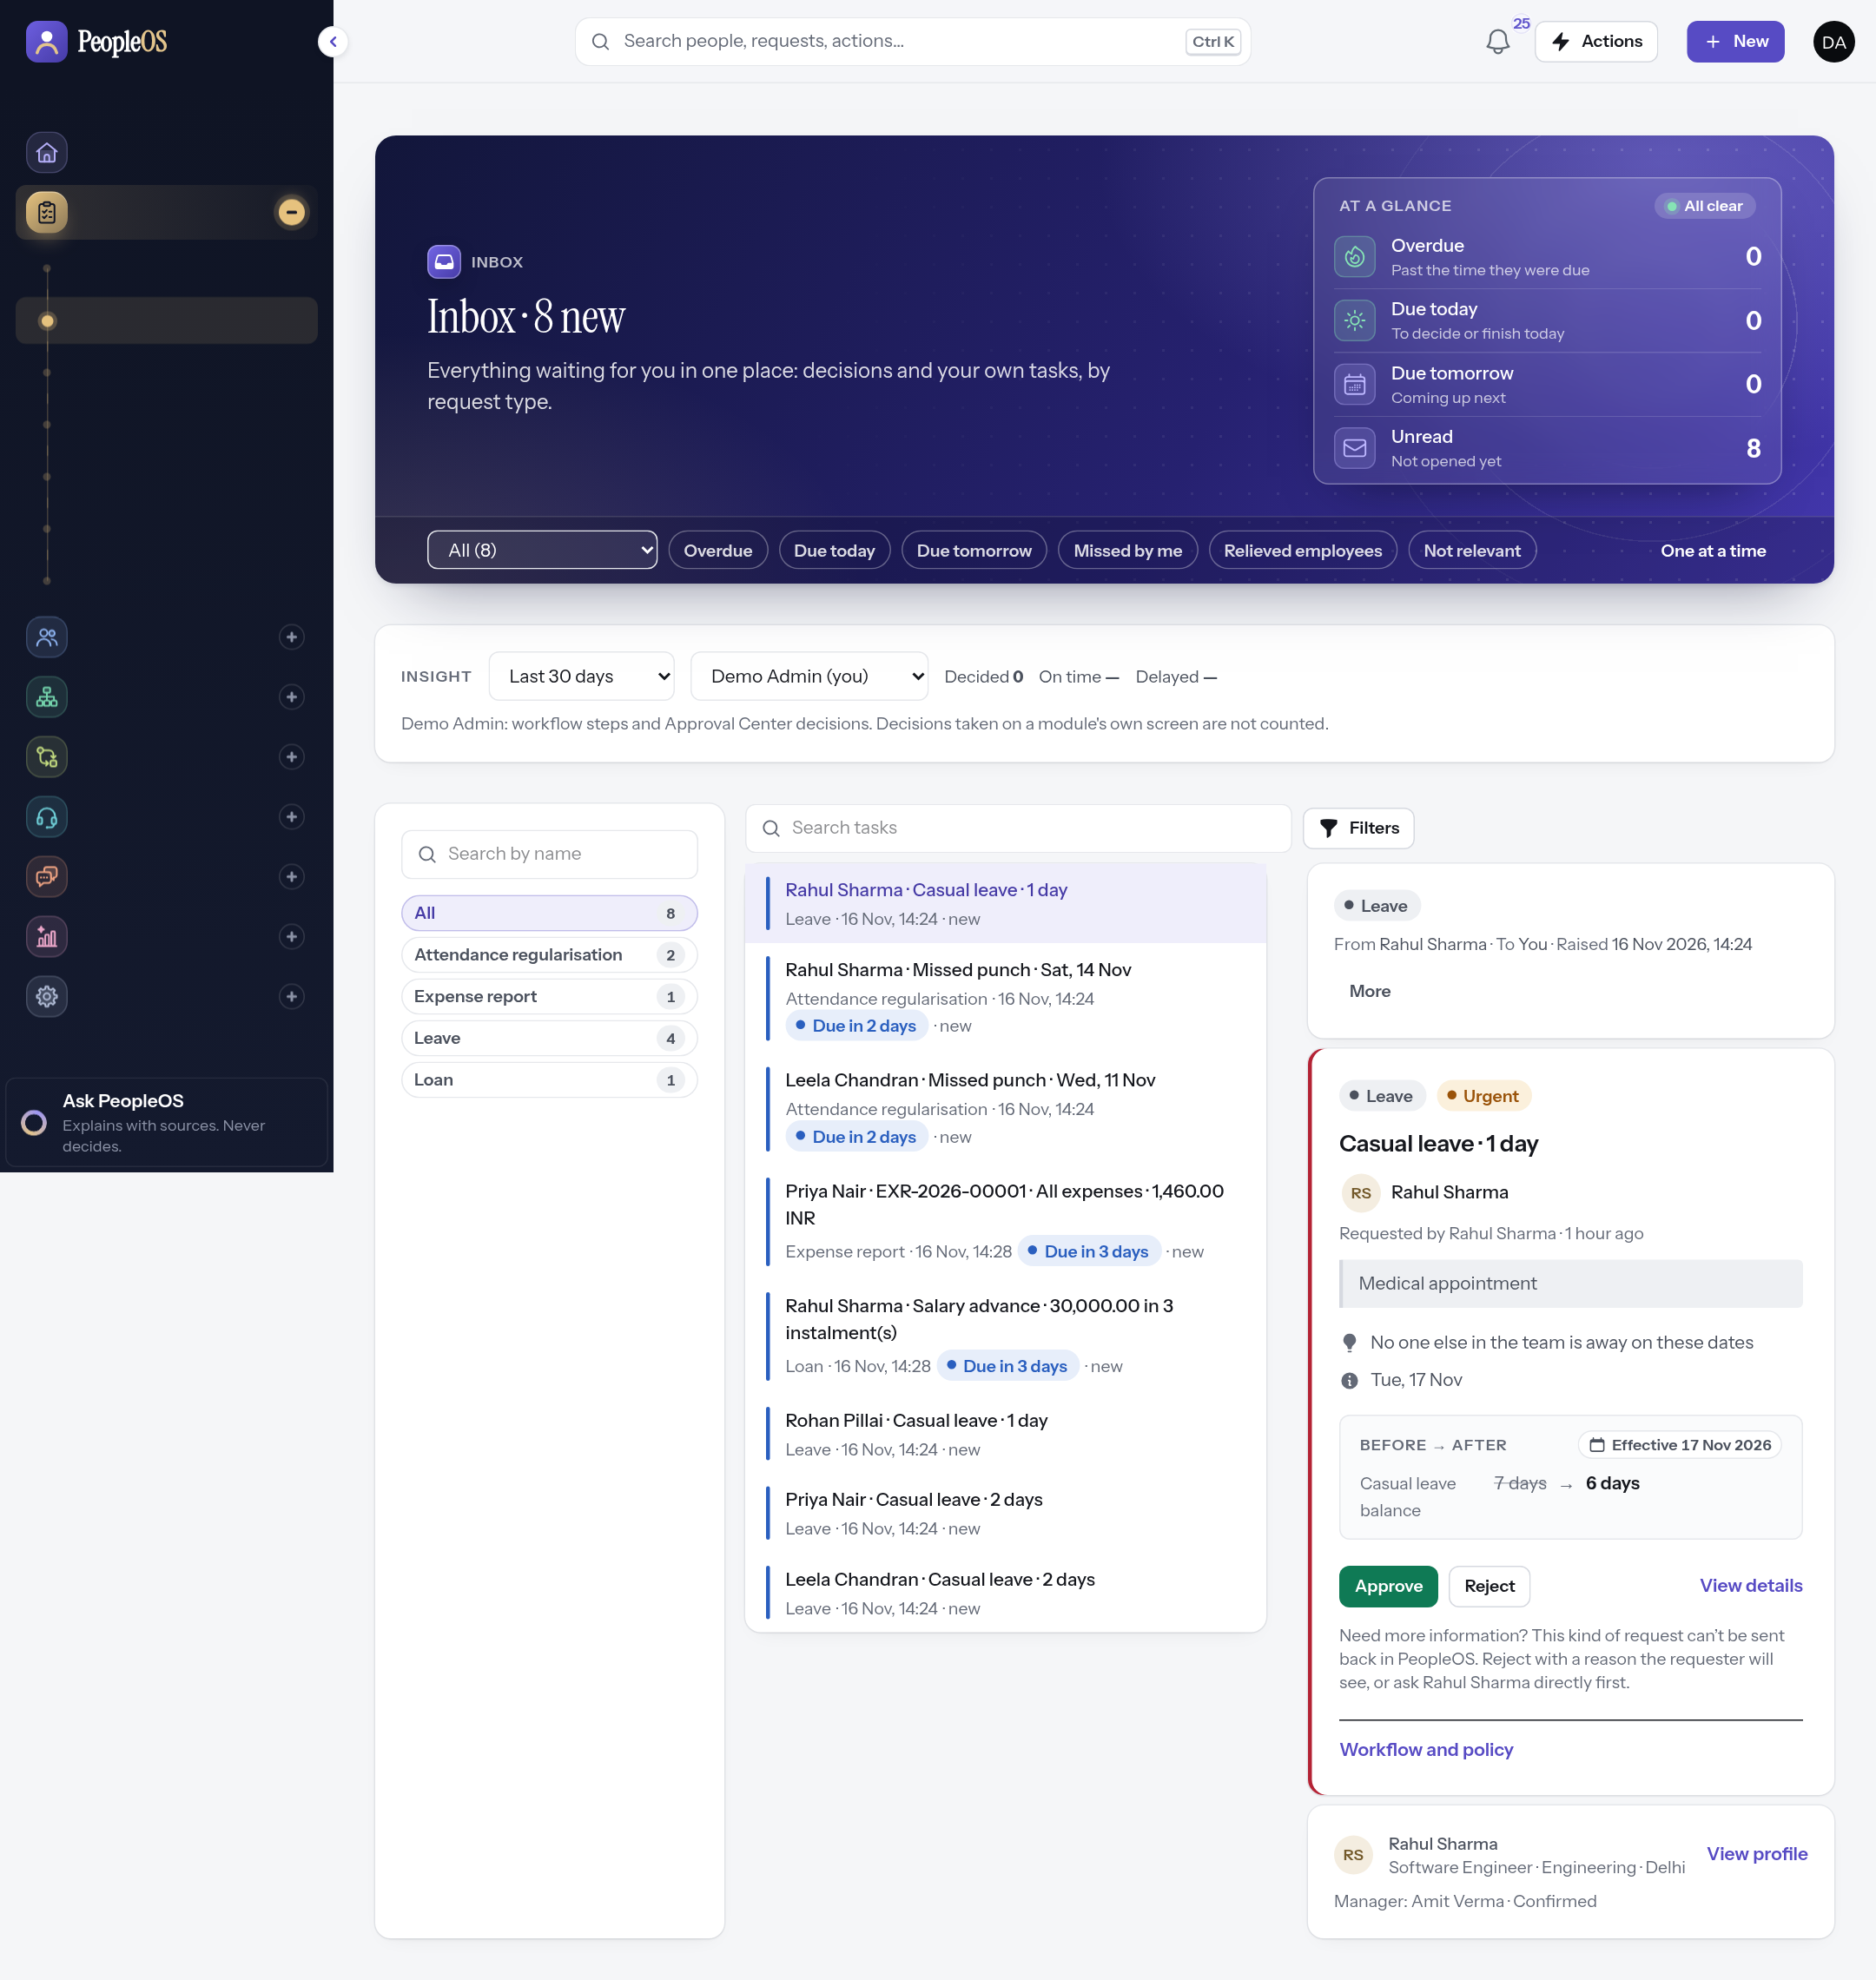 PeopleOS
Search people, requests, actions...
Ctrl K
25
Actions
New
DA
INBOX
Inbox · 8 new
Everything waiting for you in one place: decisions and your own tasks, by
request type.
AT A GLANCE
All clear
Overdue
Past the time they were due
0
Due today
To decide or finish today
0
Due tomorrow
Coming up next
0
Unread
Not opened yet
8
All (8)
Overdue
Due today
Due tomorrow
Missed by me
Relieved employees
Not relevant
One at a time
INSIGHT
Last 30 days
Demo Admin (you)
Decided 0
On time —
Delayed —
Demo Admin: workflow steps and Approval Center decisions. Decisions taken on a module's own screen are not counted.
Search by name
All 8
Attendance regularisation 2
Expense report 1
Leave 4
Loan 1
Search tasks
Filters
Rahul Sharma · Casual leave · 1 day
Leave · 16 Nov, 14:24 · new
Rahul Sharma · Missed punch · Sat, 14 Nov
Attendance regularisation · 16 Nov, 14:24
Due in 2 days · new
Leela Chandran · Missed punch · Wed, 11 Nov
Attendance regularisation · 16 Nov, 14:24
Due in 2 days · new
Priya Nair · EXR-2026-00001 · All expenses · 1,460.00
INR
Expense report · 16 Nov, 14:28 Due in 3 days · new
Rahul Sharma · Salary advance · 30,000.00 in 3
instalment(s)
Loan · 16 Nov, 14:28 Due in 3 days · new
Rohan Pillai · Casual leave · 1 day
Leave · 16 Nov, 14:24 · new
Priya Nair · Casual leave · 2 days
Leave · 16 Nov, 14:24 · new
Leela Chandran · Casual leave · 2 days
Leave · 16 Nov, 14:24 · new
Leave
From Rahul Sharma · To You · Raised 16 Nov 2026, 14:24
More
Leave
Urgent
Casual leave · 1 day
RS
Rahul Sharma
Requested by Rahul Sharma · 1 hour ago
Medical appointment
No one else in the team is away on these dates
Tue, 17 Nov
BEFORE → AFTER
Effective 17 Nov 2026
Casual leave
balance
7 days → 6 days
Approve
Reject
View details
Need more information? This kind of request can't be sent
back in PeopleOS. Reject with a reason the requester will
see, or ask Rahul Sharma directly first.
Workflow and policy
RS
Rahul Sharma
Software Engineer · Engineering · Delhi
View profile
Manager: Amit Verma · Confirmed
Ask PeopleOS
Explains with sources. Never
decides.